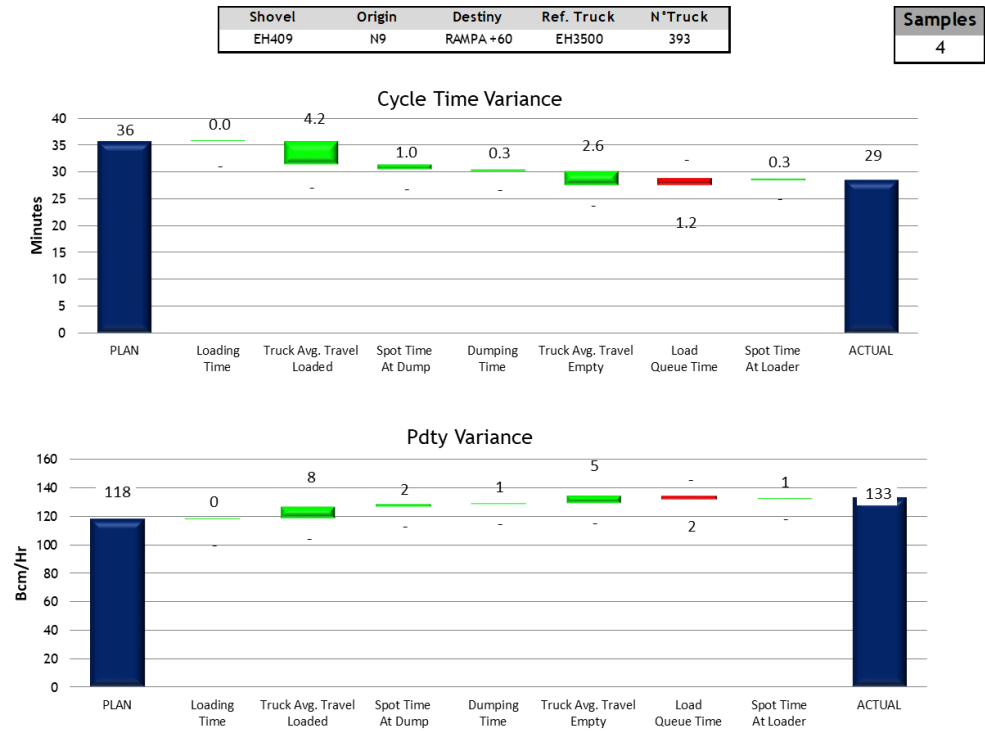 Shovel Origin Destiny Ref. Truck N°Truck
EH409 N9 RAMPA +60 EH3500 393
Samples
4
Cycle Time Variance
Minutes
40
35
30
25
20
15
10
5
0
36 0.0 4.2 1.0 0.3 2.6 - 0.3 29
- - - - - 1.2 -
PLAN Loading Time Truck Avg. Travel Loaded Spot Time At Dump Dumping Time Truck Avg. Travel Empty Load Queue Time Spot Time At Loader ACTUAL
Pdty Variance
Bcm/Hr
160
140
120
100
80
60
40
20
0
118 0 8 2 1 5 - 1 133
- - - - - 2 -
PLAN Loading Time Truck Avg. Travel Loaded Spot Time At Dump Dumping Time Truck Avg. Travel Empty Load Queue Time Spot Time At Loader ACTUAL